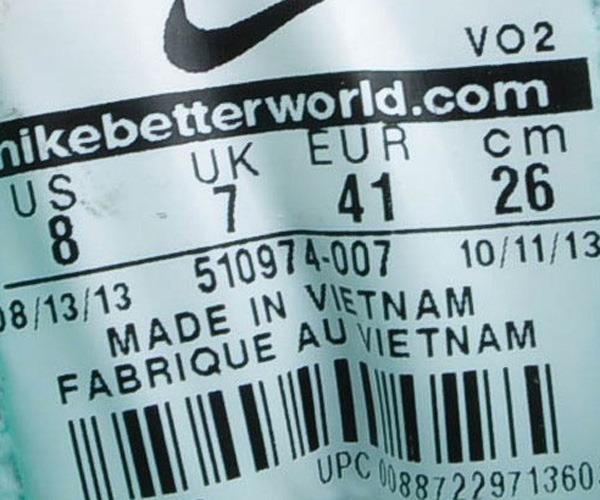 VO2
nikebetterworld.com
US UK EUR cm
8 7 41 26
08/13/13 510974-007 10/11/13
MADE IN VIETNAM
FABRIQUE AU VIETNAM
UPC 00887229713603